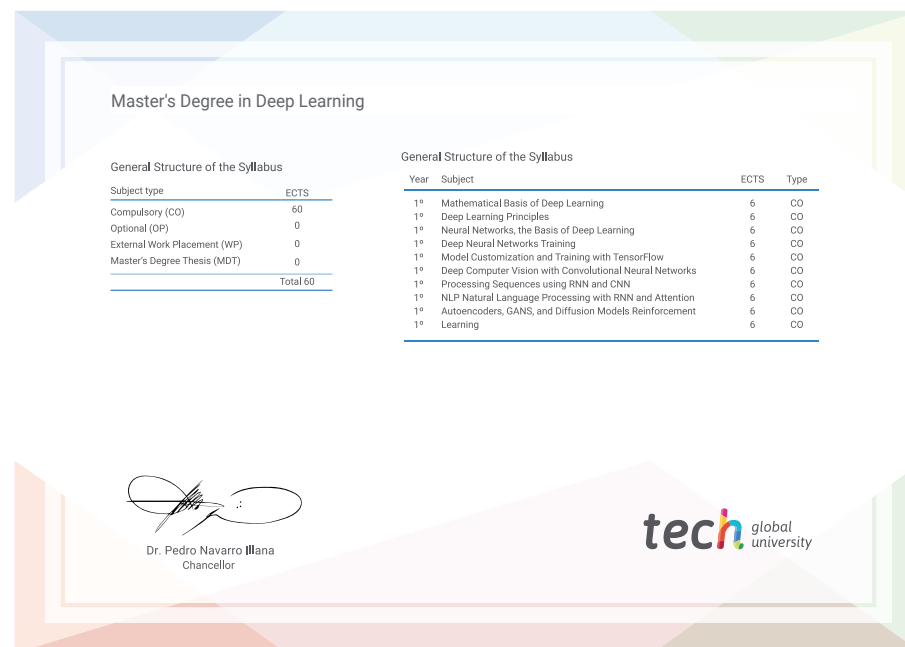 Master's Degree in Deep Learning
General Structure of the Syllabus
Subject type ECTS
Compulsory (CO) 60
Optional (OP) 0
External Work Placement (WP) 0
Master's Degree Thesis (MDT) 0
Total 60
General Structure of the Syllabus
Year Subject ECTS Type
1º Mathematical Basis of Deep Learning 6 CO
1º Deep Learning Principles 6 CO
1º Neural Networks, the Basis of Deep Learning 6 CO
1º Deep Neural Networks Training 6 CO
1º Model Customization and Training with TensorFlow 6 CO
1º Deep Computer Vision with Convolutional Neural Networks 6 CO
1º Processing Sequences using RNN and CNN 6 CO
1º NLP Natural Language Processing with RNN and Attention 6 CO
1º Autoencoders, GANS, and Diffusion Models Reinforcement 6 CO
1º Learning 6 CO
Dr. Pedro Navarro Illana
Chancellor
tech global
university